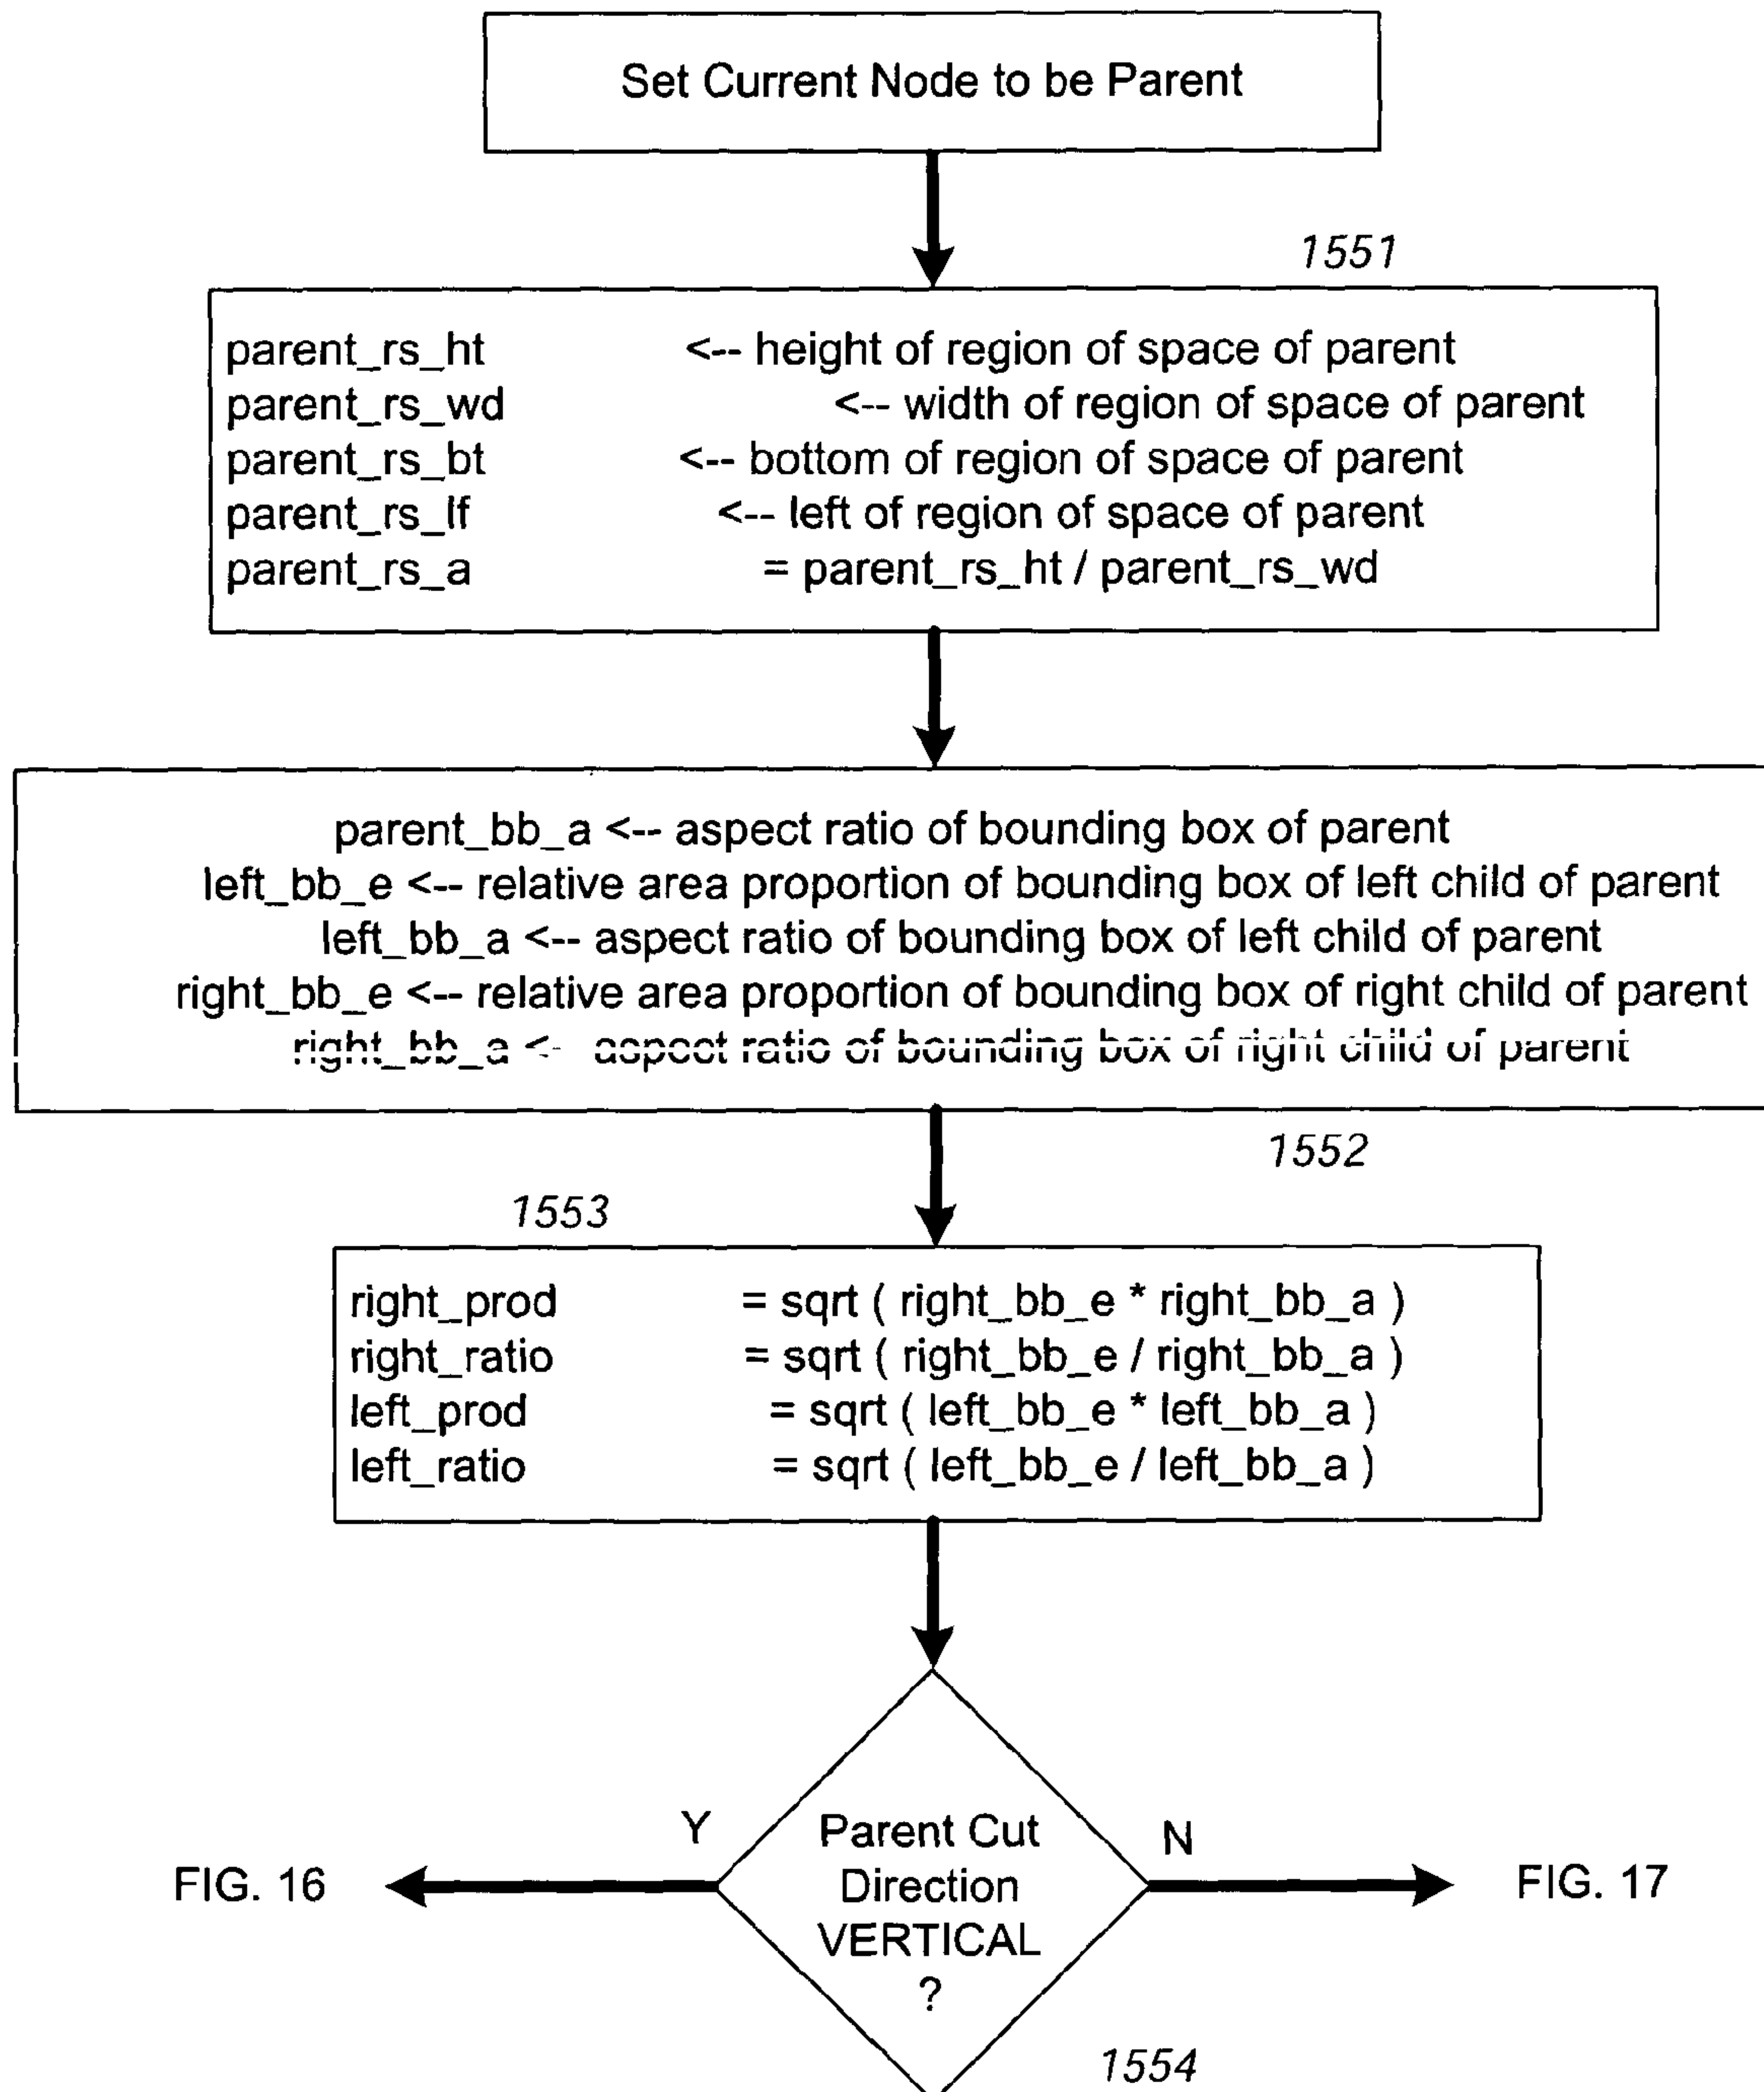 Set Current Node to be Parent
1551
parent_rs_ht <-- height of region of space of parent
parent_rs_wd <-- width of region of space of parent
parent_rs_bt <-- bottom of region of space of parent
parent_rs_lf <-- left of region of space of parent
parent_rs_a = parent_rs_ht / parent_rs_wd
parent_bb_a <-- aspect ratio of bounding box of parent
left_bb_e <-- relative area proportion of bounding box of left child of parent
left_bb_a <-- aspect ratio of bounding box of left child of parent
right_bb_e <-- relative area proportion of bounding box of right child of parent
right_bb_a <-- aspect ratio of bounding box of right child of parent
1552
1553
right_prod = sqrt ( right_bb_e * right_bb_a )
right_ratio = sqrt ( right_bb_e / right_bb_a )
left_prod = sqrt ( left_bb_e * left_bb_a )
left_ratio = sqrt ( left_bb_e / left_bb_a )
Y
Parent Cut
N
FIG. 16
Direction
FIG. 17
VERTICAL
?
1554